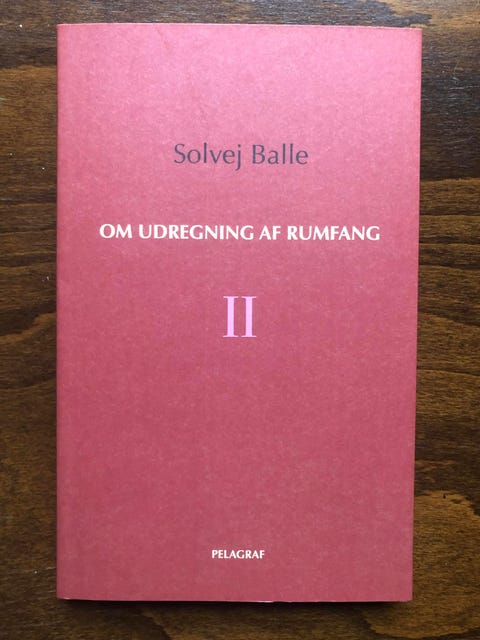 Solvej Balle
OM UDREGNING AF RUMFANG
II
PELAGRAF